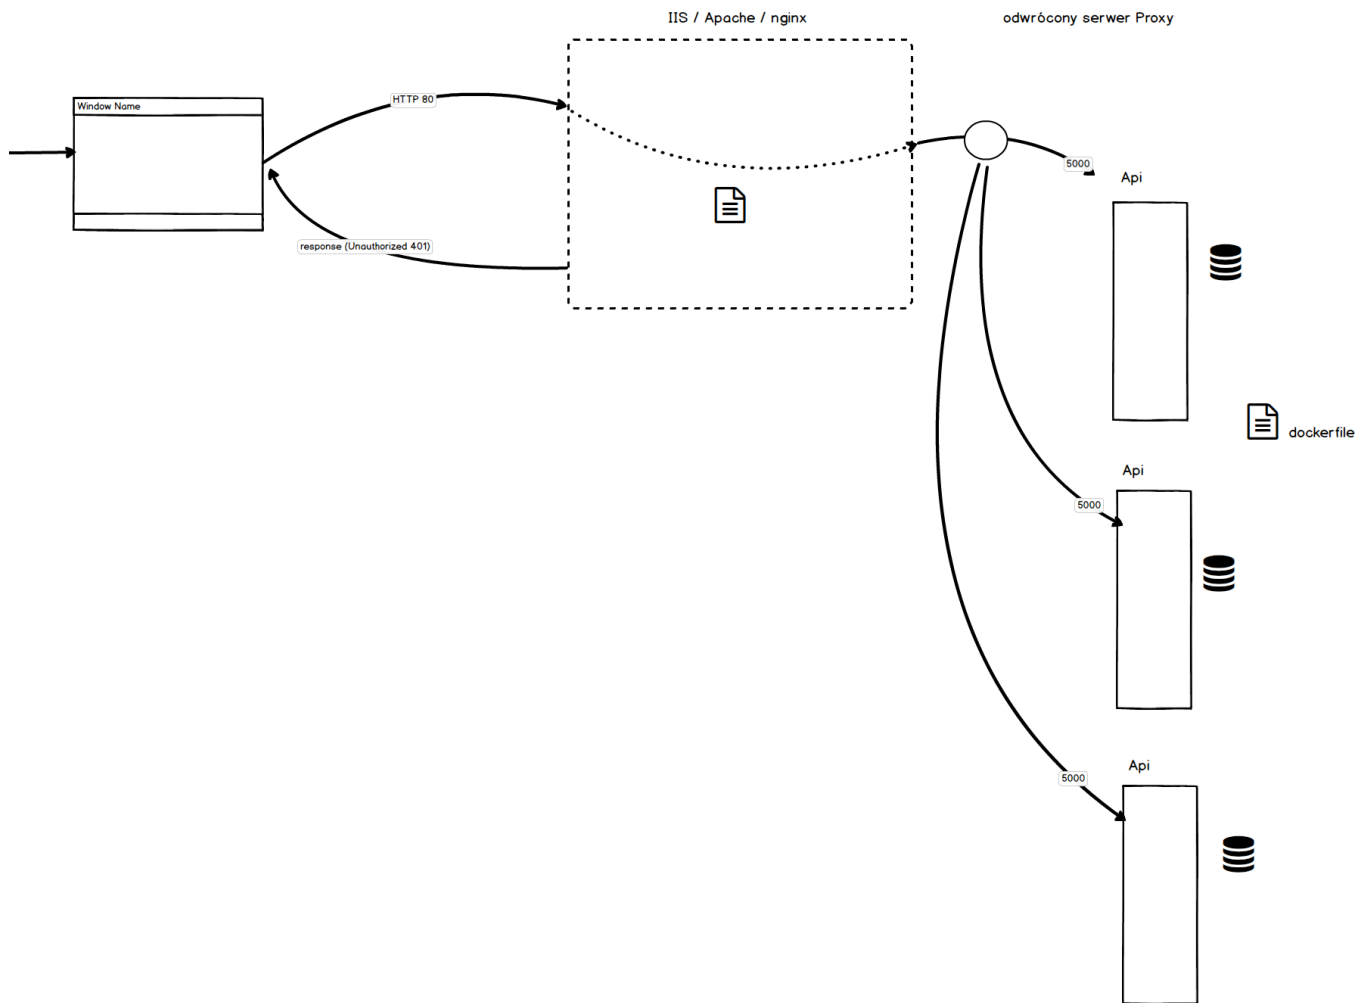 IIS / Apache / nginx
odwrócony serwer Proxy
Window Name
HTTP 80
5000
Api
response (Unauthorized 401)
dockerfile
Api
5000
Api
5000